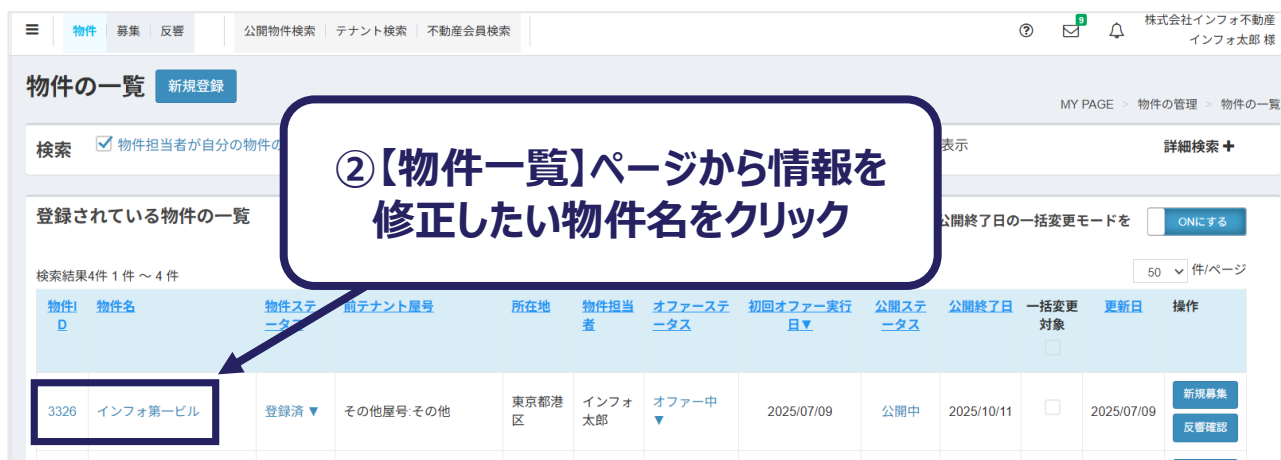 物件 募集 反響 公開物件検索 テナント検索 不動産会員検索 9 株式会社インフォ不動産
インフォ太郎 様
物件の一覧 新規登録
MY PAGE > 物件の管理 > 物件の一覧
検索 物件担当者が自分の物件の 表示 詳細検索
②【物件一覧】ページから情報を
修正したい物件名をクリック
登録されている物件の一覧 公開終了日の一括変更モードを ONにする
検索結果4件 1 件 ～ 4 件 50 件/ページ
物件I 物件名 物件ステ 前テナント屋号 所在地 物件担当 オファーステ 初回オファー実行 公開ステ 公開終了日 一括変更 更新日 操作
D ータス 者 ータス 日▼ ータス 対象
3326 インフォ第一ビル 登録済 ▼ その他屋号:その他 東京都港 インフォ オファー中 2025/07/09 公開中 2025/10/11 2025/07/09 新規募集
区 太郎 ▼ 反響確認